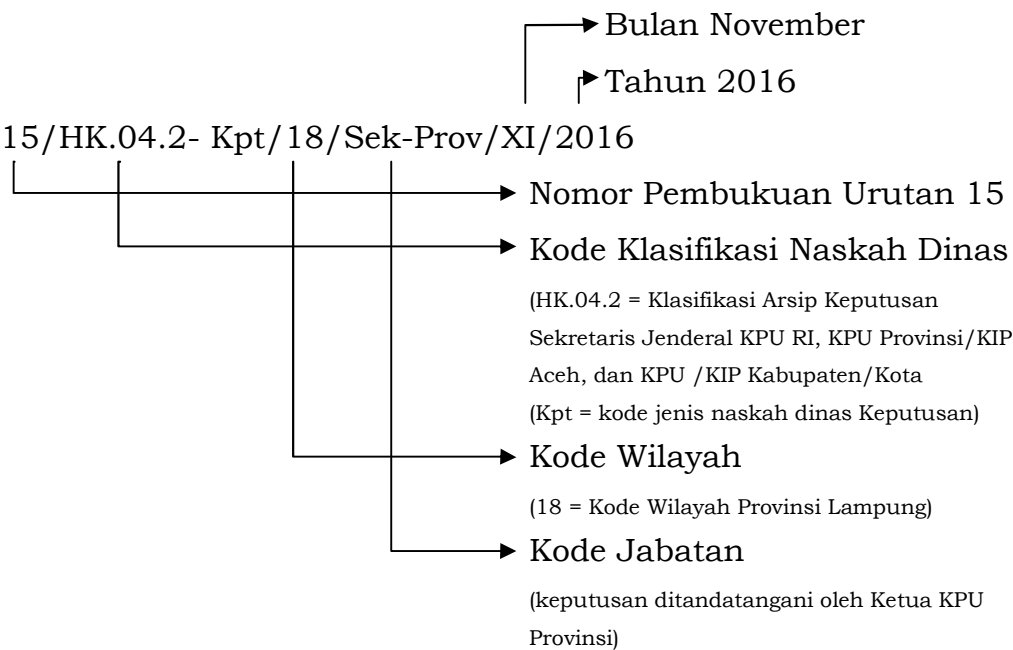 Bulan November
Tahun 2016
15/HK.04.2- Kpt/18/Sek-Prov/XI/2016
Nomor Pembukuan Urutan 15
Kode Klasifikasi Naskah Dinas
(HK.04.2 = Klasifikasi Arsip Keputusan
Sekretaris Jenderal KPU RI, KPU Provinsi/KIP
Aceh, dan KPU /KIP Kabupaten/Kota
(Kpt = kode jenis naskah dinas Keputusan)
Kode Wilayah
(18 = Kode Wilayah Provinsi Lampung)
Kode Jabatan
(keputusan ditandatangani oleh Ketua KPU
Provinsi)